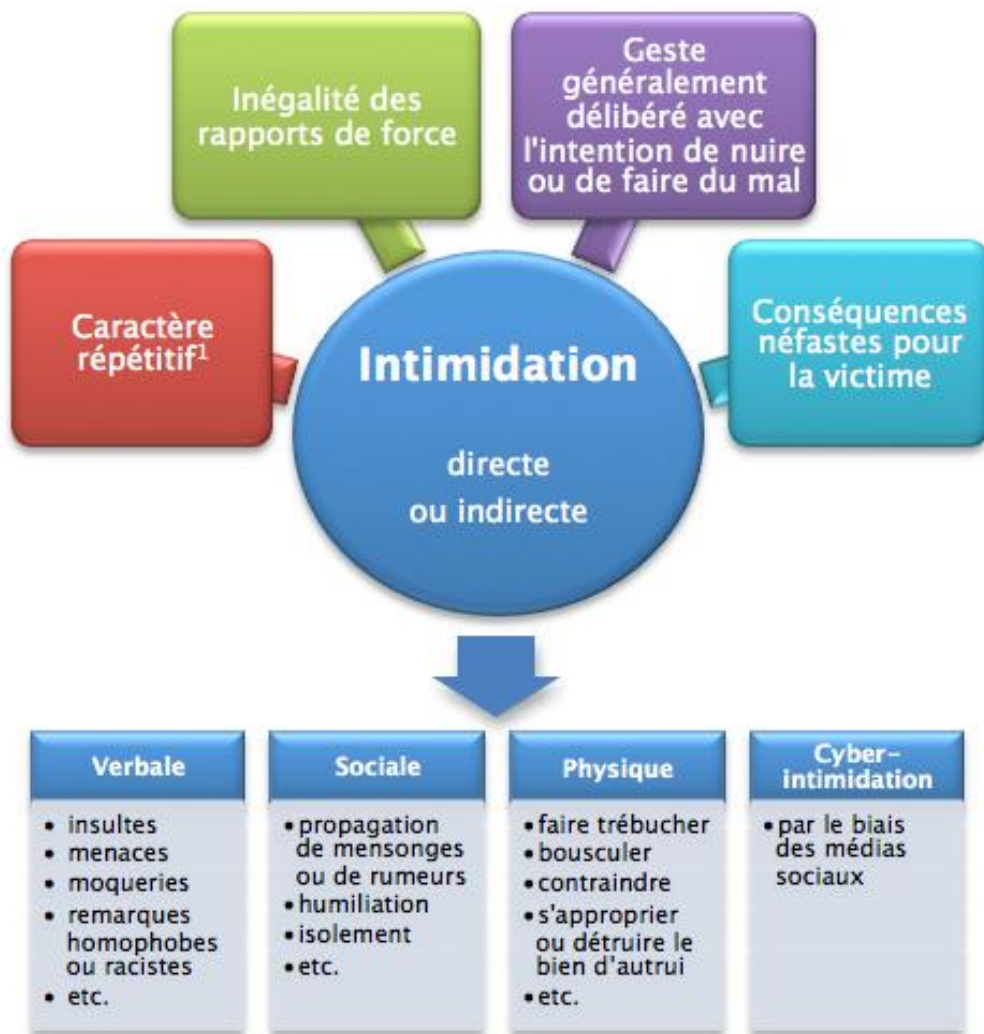 Inégalité des
rapports de force
Geste
généralement
délibéré avec
l'intention de nuire
ou de faire du mal
Caractère
répétitif¹
Conséquences
néfastes pour
la victime
Intimidation
directe
ou indirecte
Verbale
• insultes
• menaces
• moqueries
• remarques
homophobes
ou racistes
• etc.
Sociale
• propagation
de mensonges
ou de rumeurs
• humiliation
• isolement
• etc.
Physique
• faire trébucher
• bousculer
• contraindre
• s'approprier
ou détruire le
bien d'autrui
• etc.
Cyber-
intimidation
• par le biais
des médias
sociaux